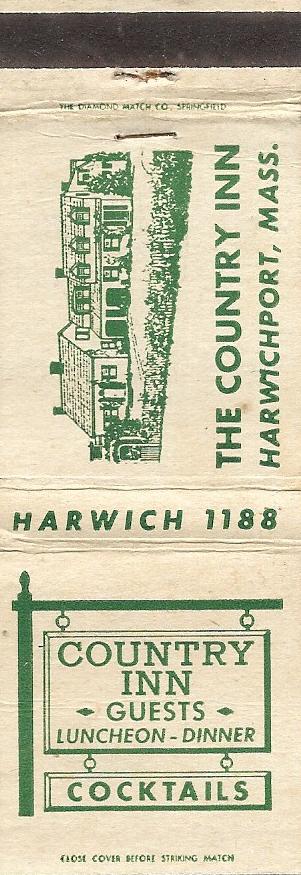 THE DIAMOND MATCH CO., SPRINGFIELD
THE COUNTRY INN
HARWICHPORT, MASS.
HARWICH 1188
COUNTRY
INN
GUESTS
LUNCHEON - DINNER
COCKTAILS
CLOSE COVER BEFORE STRIKING MATCH